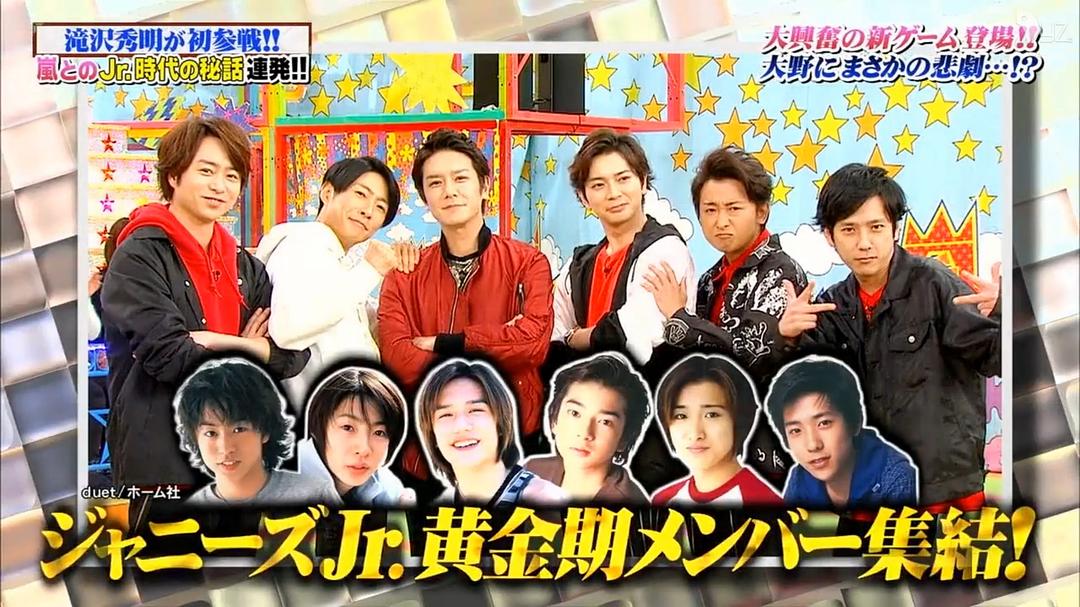 滝沢秀明が初参戦!!
嵐とのJr.時代の秘話連発!!
大興奮の新ゲーム登場!!
大野にまさかの悲劇…!?
duet/ホーム社
ジャニーズJr.黄金期メンバー集結!